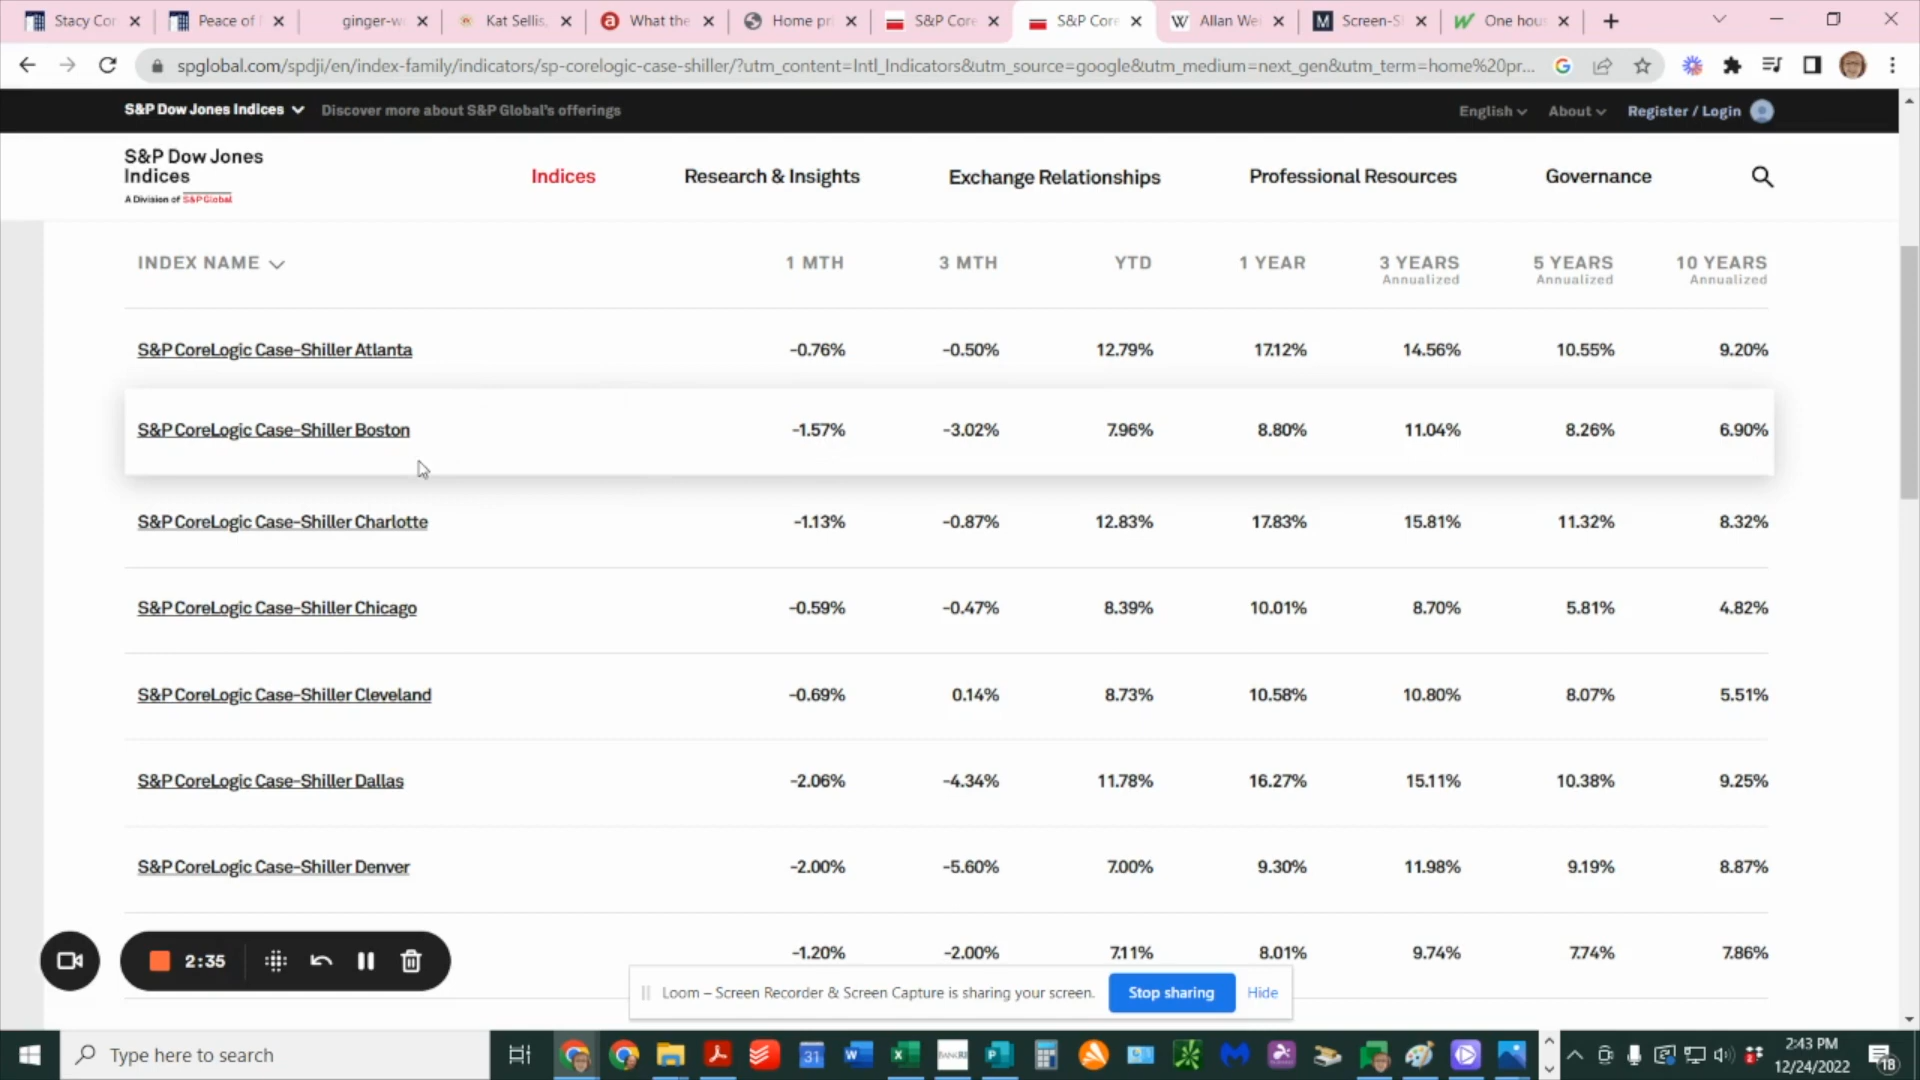 Stacy Cor
Peace of
ginger-w
Kat Sellis,
What the
Home pri
S&P Core
S&P Core
Allan Wei
Screen-S
One hou
spglobal.com/spdji/en/index-family/indicators/sp-corelogic-case-shiller/?utm_content=Intl_Indicators&utm_source=google&utm_medium=next_gen&utm_term=home%20pr...
S&P Dow Jones Indices Discover more about S&P Global's offerings English About Register / Login
S&P Dow Jones
Indices
A Division of S&P Global
Indices Research & Insights Exchange Relationships Professional Resources Governance
INDEX NAME 1 MTH 3 MTH YTD 1 YEAR 3 YEARS 5 YEARS 10 YEARS
Annualized Annualized Annualized
S&P CoreLogic Case-Shiller Atlanta -0.76% -0.50% 12.79% 17.12% 14.56% 10.55% 9.20%
S&P CoreLogic Case-Shiller Boston -1.57% -3.02% 7.96% 8.80% 11.04% 8.26% 6.90%
S&P CoreLogic Case-Shiller Charlotte -1.13% -0.87% 12.83% 17.83% 15.81% 11.32% 8.32%
S&P CoreLogic Case-Shiller Chicago -0.59% -0.47% 8.39% 10.01% 8.70% 5.81% 4.82%
S&P CoreLogic Case-Shiller Cleveland -0.69% 0.14% 8.73% 10.58% 10.80% 8.07% 5.51%
S&P CoreLogic Case-Shiller Dallas -2.06% -4.34% 11.78% 16.27% 15.11% 10.38% 9.25%
S&P CoreLogic Case-Shiller Denver -2.00% -5.60% 7.00% 9.30% 11.98% 9.19% 8.87%
-1.20% -2.00% 7.11% 8.01% 9.74% 7.74% 7.86%
2:35
Loom – Screen Recorder & Screen Capture is sharing your screen. Stop sharing Hide
Type here to search
31
2:43 PM
12/24/2022
18